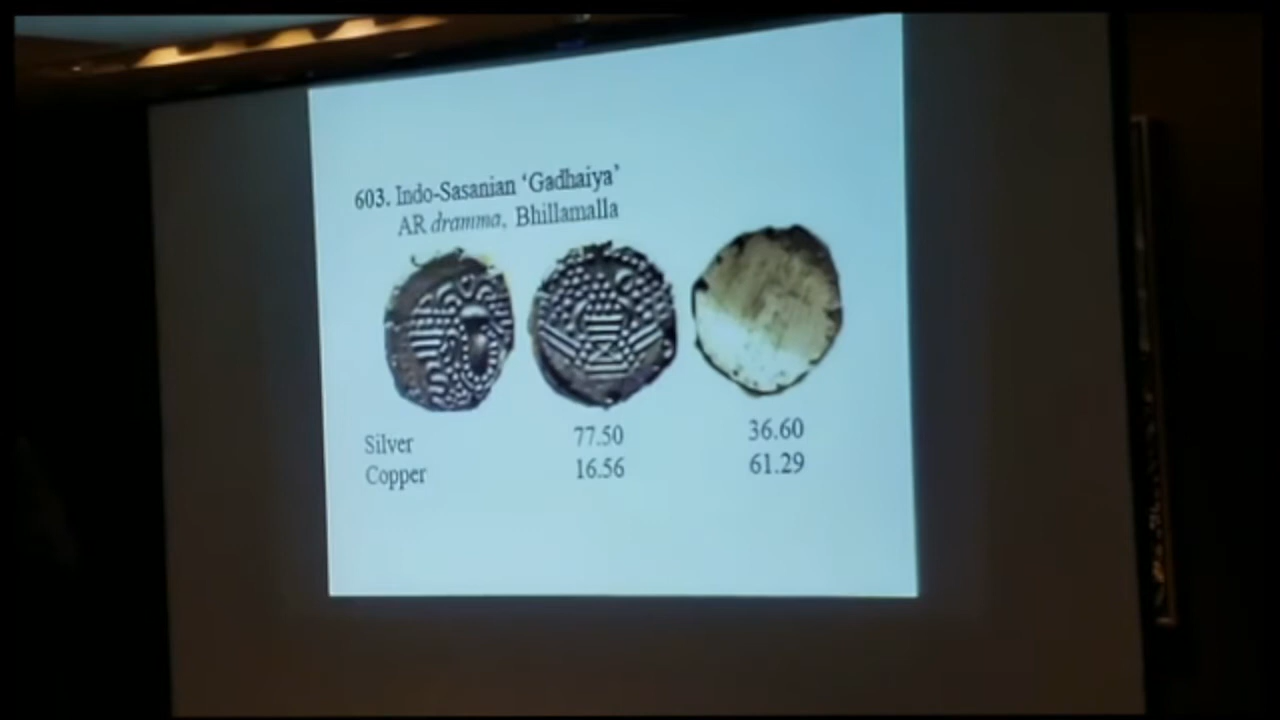 603. Indo-Sasanian ‘Gadhaiya’
AR dramma, Bhillamalla
Silver 77.50 36.60
Copper 16.56 61.29